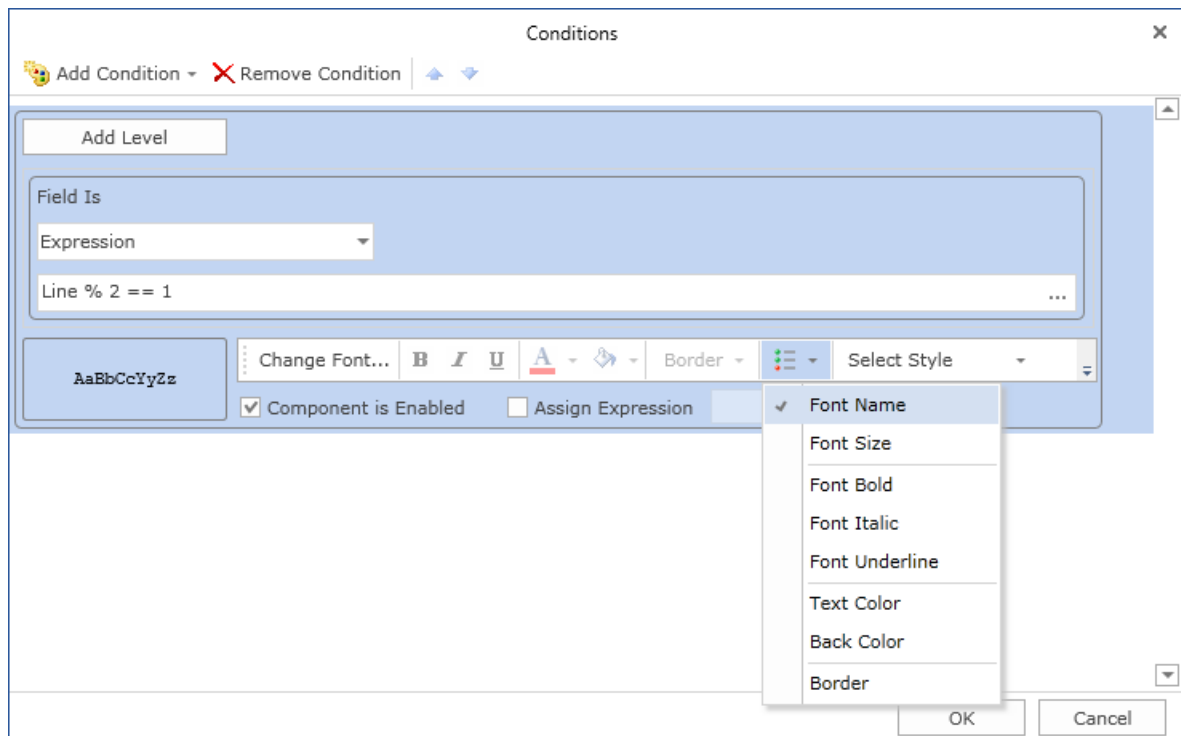 Conditions
Add Condition Remove Condition
Add Level
Field Is
Expression
Line % 2 == 1
...
AaBbCcYyZz
Change Font... B I U A Border Select Style
Component is Enabled Assign Expression
Font Name
Font Size
Font Bold
Font Italic
Font Underline
Text Color
Back Color
Border
OK Cancel